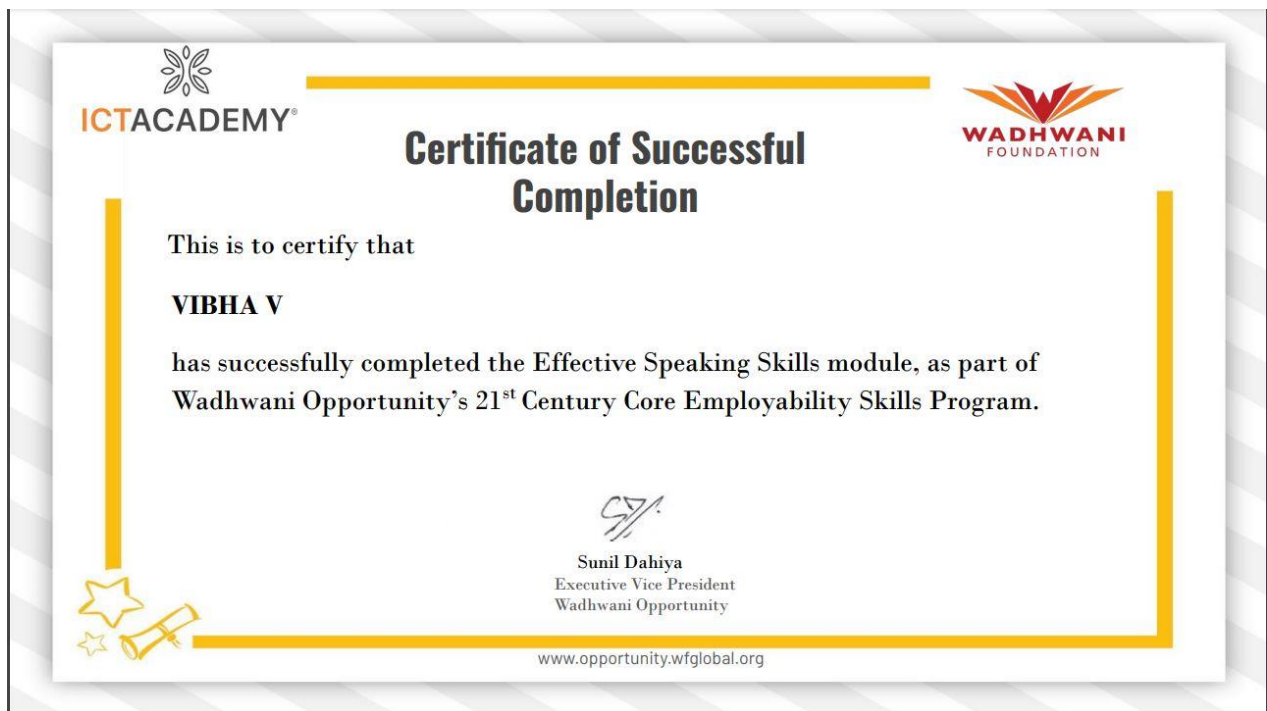 ICTACADEMY®
WADHWANI
FOUNDATION
Certificate of Successful
Completion
This is to certify that
VIBHA V
has successfully completed the Effective Speaking Skills module, as part of
Wadhwani Opportunity’s 21st Century Core Employability Skills Program.
Sunil Dahiya
Executive Vice President
Wadhwani Opportunity
www.opportunity.wfglobal.org